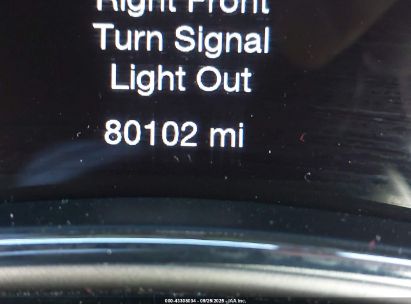 Right Front
Turn Signal
Light Out
80102 mi